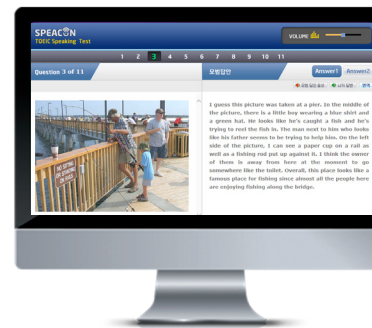 SPEACON
TOEIC Speaking Test
VOLUME
1 2 3 4 5 6 7 8 9 10 11
Question 3 of 11
모범답안
Answer1 Answer2
I guess this picture was taken at a pier. In the middle of
the picture, there is a little boy wearing a blue shirt and
a green hat. He looks like he's caught a fish and he's
trying to reel the fish in. The man next to him who looks
like his father seems to be trying to help him. On the left
side of the picture, I can see a paper cup on a rail as
well as a fishing rod put up against it. I think the owner
of them is away from here at the moment to go
somewhere like the toilet. Overall, this place looks like a
famous place for fishing since almost all the people here
are enjoying fishing along the bridge.
NO SITTING
OR STANDING
ON RAILS